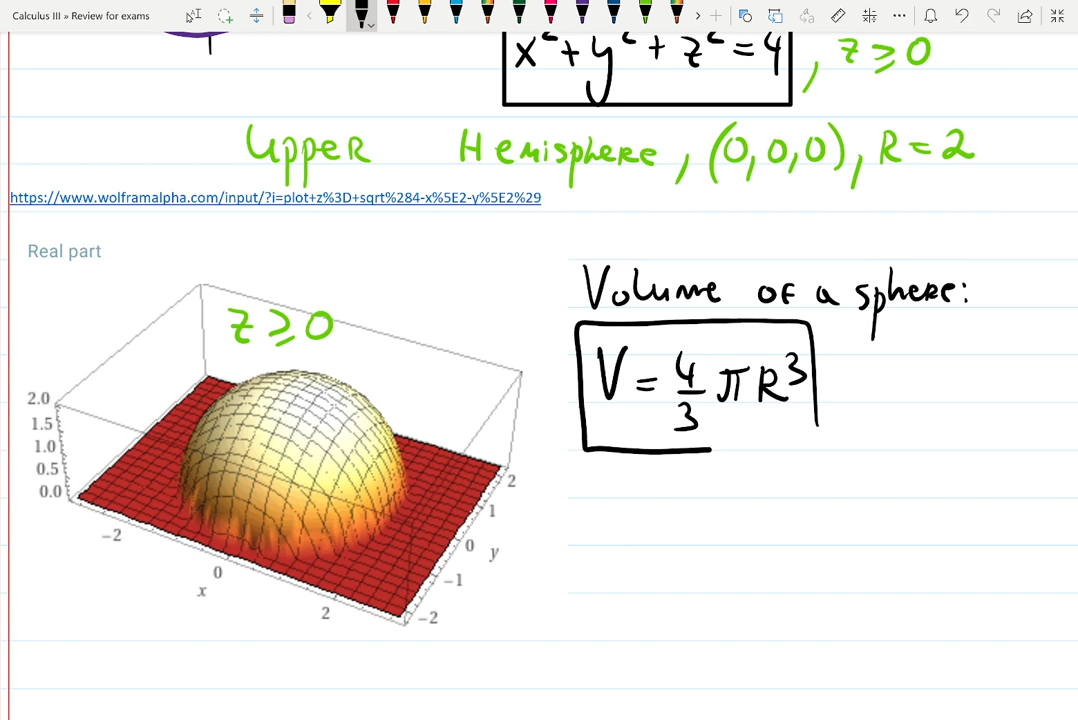 Calculus III » Review for exams
x² + y² + z² = 4, z ≥ 0
Upper Hemisphere, (0,0,0), R = 2
https://www.wolframalpha.com/input/?i=plot+z%3D+sqrt%284-x%5E2-y%5E2%29
Real part
Volume of a sphere:
z ≥ 0
V = 4/3 π R³
2.0
1.5
1.0
0.5
0.0
-2
0
2
x
2
1
0
y
-1
-2